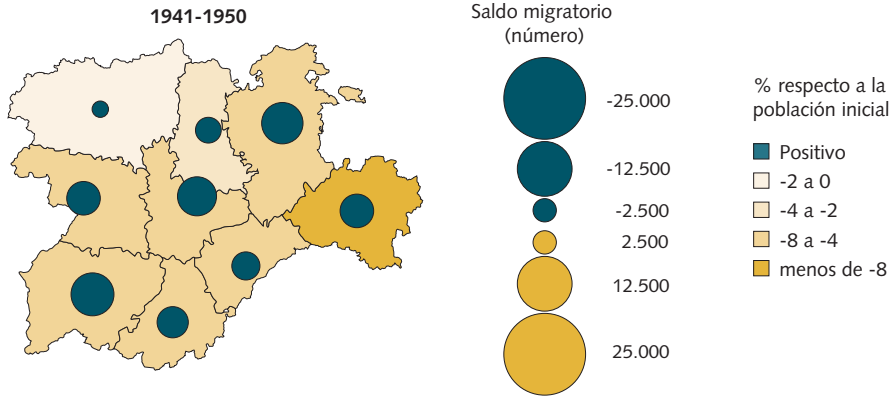 1941-1950
Saldo migratorio
(número)
-25.000
-12.500
-2.500
2.500
12.500
25.000
% respecto a la
población inicial
Positivo
-2 a 0
-4 a -2
-8 a -4
menos de -8